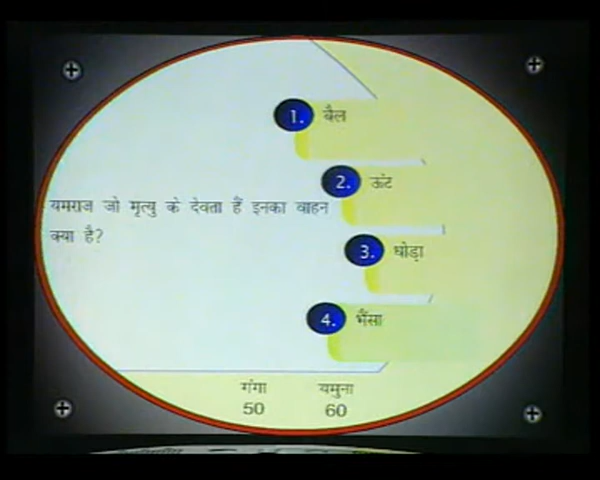 1. बैल
2. ऊंट
यमराज जो मृत्यु के देवता हैं इनका वाहन
क्या है?
3. घोड़ा
4. भैंसा
गंगा यमुना
50 60